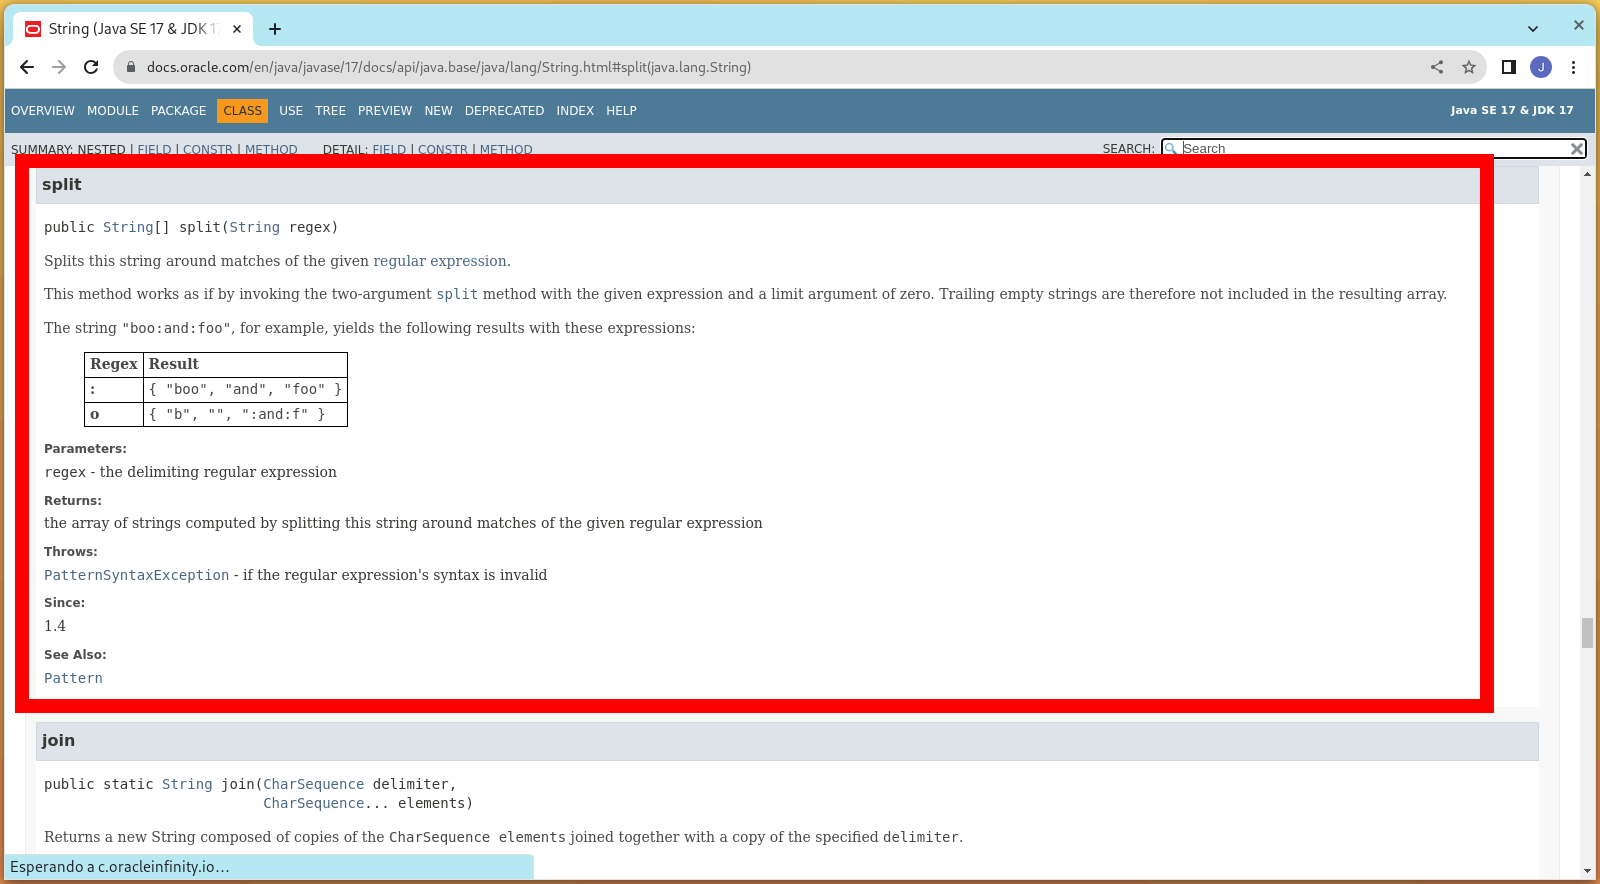 String (Java SE 17 & JDK 17
docs.oracle.com/en/java/javase/17/docs/api/java.base/java/lang/String.html#split(java.lang.String)
J
OVERVIEW MODULE PACKAGE CLASS USE TREE PREVIEW NEW DEPRECATED INDEX HELP
Java SE 17 & JDK 17
SUMMARY: NESTED | FIELD | CONSTR | METHOD DETAIL: FIELD | CONSTR | METHOD
SEARCH: Search
split
public String[] split(String regex)
Splits this string around matches of the given regular expression.
This method works as if by invoking the two-argument split method with the given expression and a limit argument of zero. Trailing empty strings are therefore not included in the resulting array.
The string "boo:and:foo", for example, yields the following results with these expressions:
Regex Result
: { "boo", "and", "foo" }
o { "b", "", ":and:f" }
Parameters:
regex - the delimiting regular expression
Returns:
the array of strings computed by splitting this string around matches of the given regular expression
Throws:
PatternSyntaxException - if the regular expression's syntax is invalid
Since:
1.4
See Also:
Pattern
join
public static String join(CharSequence delimiter,
CharSequence... elements)
Returns a new String composed of copies of the CharSequence elements joined together with a copy of the specified delimiter.
Esperando a c.oracleinfinity.io…